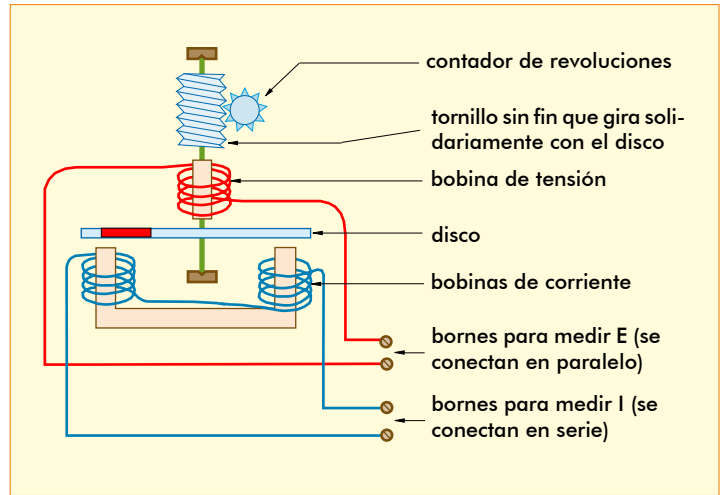 contador de revoluciones
tornillo sin fin que gira soli-
dariamente con el disco
bobina de tensión
disco
bobinas de corriente
bornes para medir E (se
conectan en paralelo)
bornes para medir I (se
conectan en serie)